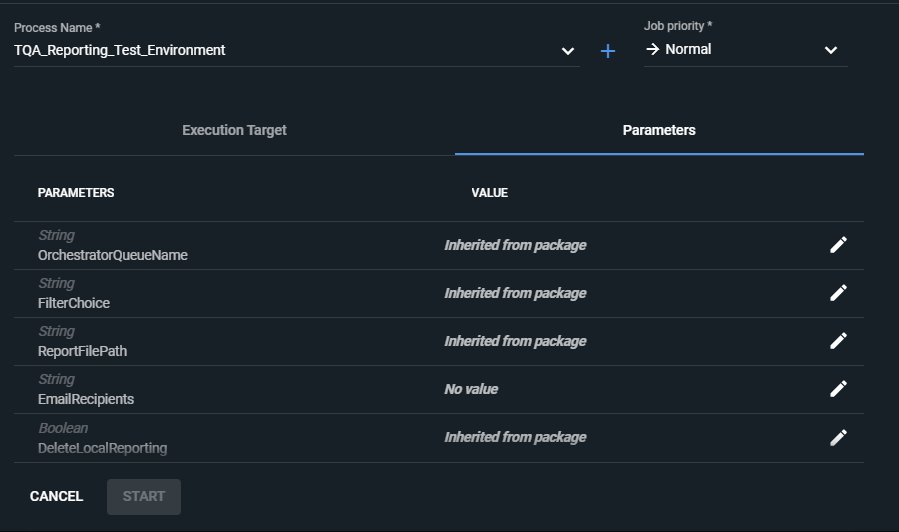 Process Name *
Job priority *
TQA_Reporting_Test_Environment
Normal
Execution Target
Parameters
PARAMETERS
VALUE
String
OrchestratorQueueName
Inherited from package
String
FilterChoice
Inherited from package
String
ReportFilePath
Inherited from package
String
EmailRecipients
No value
Boolean
DeleteLocalReporting
Inherited from package
CANCEL
START